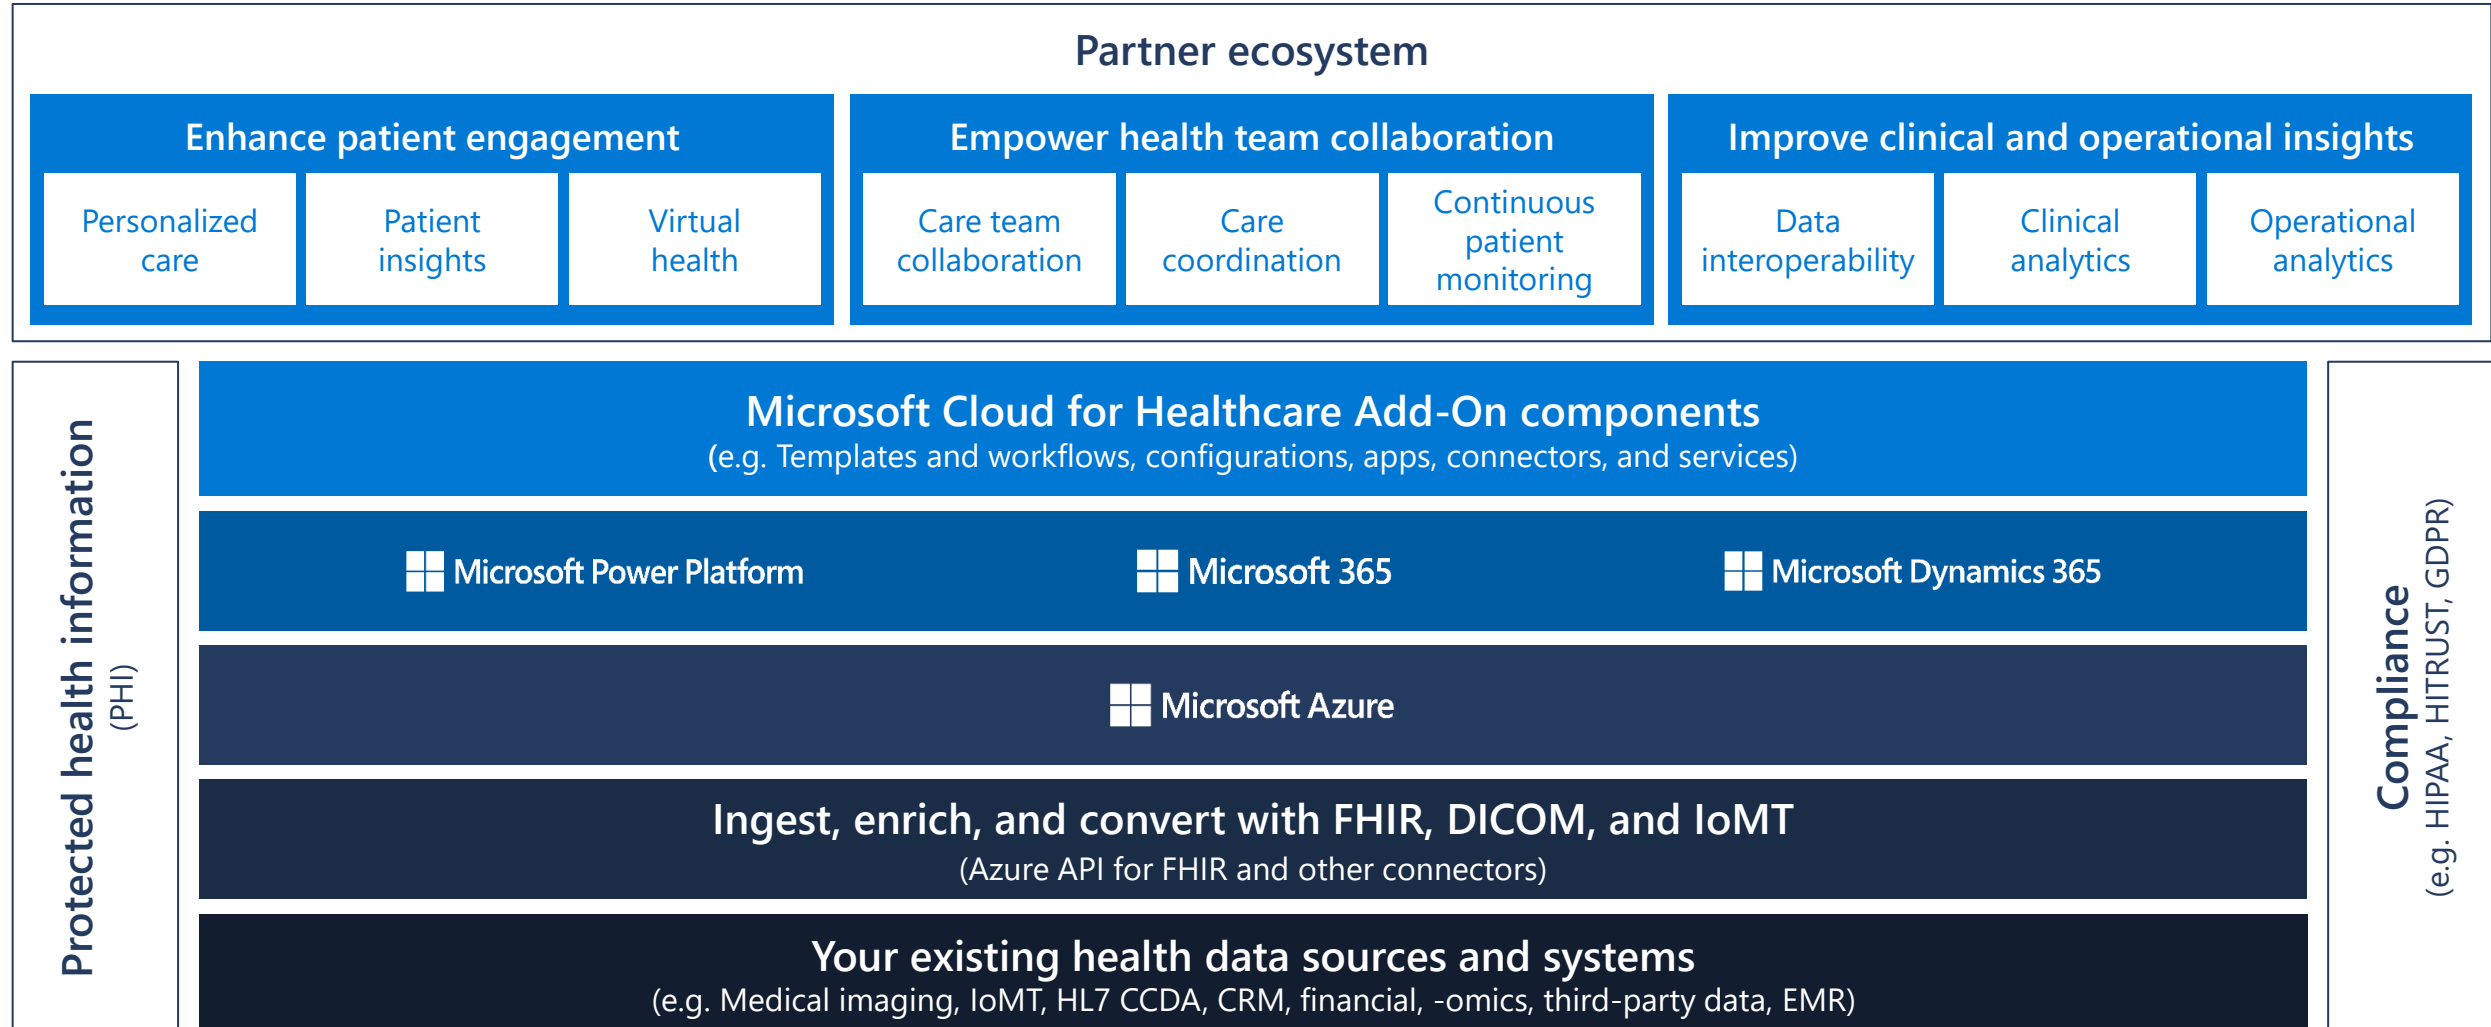 Partner ecosystem
Enhance patient engagement
Personalized
care
Patient
insights
Virtual
health
Empower health team collaboration
Care team
collaboration
Care
coordination
Continuous
patient
monitoring
Improve clinical and operational insights
Data
interoperability
Clinical
analytics
Operational
analytics
Protected health information
(PHI)
Microsoft Cloud for Healthcare Add-On components
(e.g. Templates and workflows, configurations, apps, connectors, and services)
Microsoft Power Platform
Microsoft 365
Microsoft Dynamics 365
Microsoft Azure
Ingest, enrich, and convert with FHIR, DICOM, and IoMT
(Azure API for FHIR and other connectors)
Your existing health data sources and systems
(e.g. Medical imaging, IoMT, HL7 CCDA, CRM, financial, -omics, third-party data, EMR)
Compliance
(e.g. HIPAA, HITRUST, GDPR)